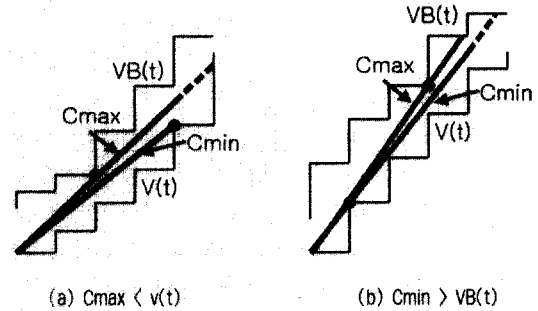 VB(t)
Cmax
Cmin
V(t)
VB(t)
Cmax
Cmin
V(t)
(a) Cmax < v(t)
(b) Cmin > VB(t)